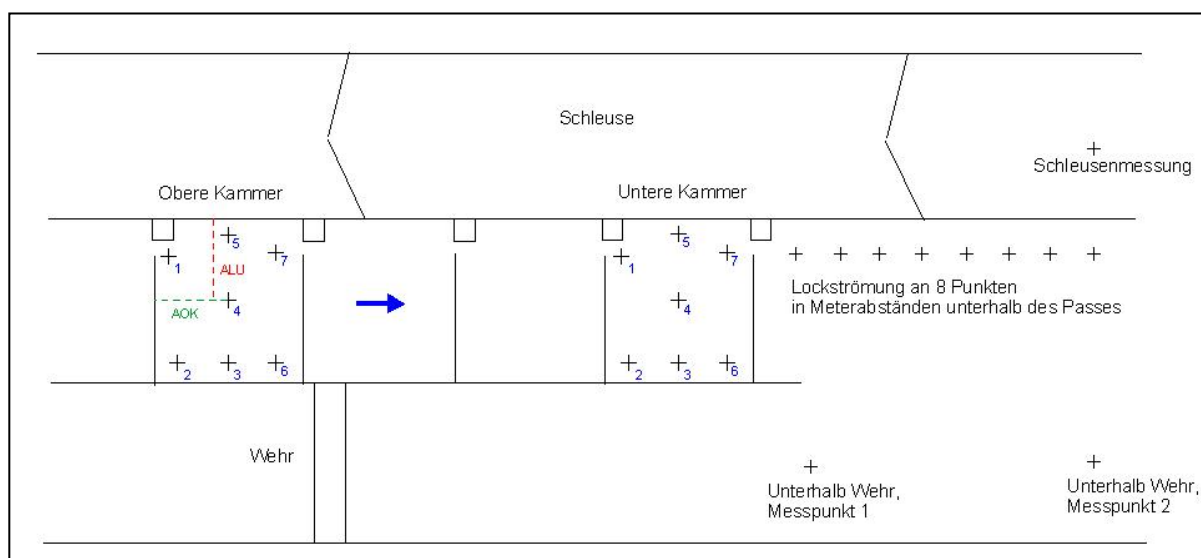 Schleuse
Schleusenmessung
Obere Kammer
Untere Kammer
5
1
7
ALU
4
AOK
2
3
6
5
1
7
4
2
3
6
Lockströmung an 8 Punkten
in Meterabständen unterhalb des Passes
Wehr
Unterhalb Wehr,
Messpunkt 1
Unterhalb Wehr,
Messpunkt 2